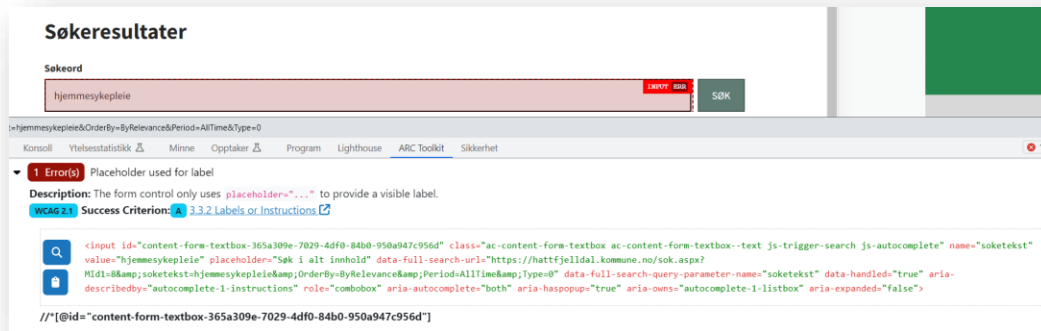 Søkeresultater
Søkeord
hjemmesykepleie
INPUT ERR
SØK
t=hjemmesykepleie&OrderBy=ByRelevance&Period=AllTime&Type=0
Konsoll Ytelsesstatistikk Minne Opptaker Program Lighthouse ARC Toolkit Sikkerhet
1 Error(s) Placeholder used for label
Description: The form control only uses placeholder="..." to provide a visible label.
WCAG 2.1 Success Criterion: A 3.3.2 Labels or Instructions
<input id="content-form-textbox-365a309e-7029-4df0-84b0-950a947c956d" class="ac-content-form-textbox ac-content-form-textbox--text js-trigger-search js-autocomplete" name="soketekst"
value="hjemmesykepleie" placeholder="Søk i alt innhold" data-full-search-url="https://hattfjelldal.kommune.no/sok.aspx?
MId1=8&amp;soketekst=hjemmesykepleie&amp;OrderBy=ByRelevance&amp;Period=AllTime&amp;Type=0" data-full-search-query-parameter-name="soketekst" data-handled="true" aria-
describedby="autocomplete-1-instructions" role="combobox" aria-autocomplete="both" aria-haspopup="true" aria-owns="autocomplete-1-listbox" aria-expanded="false">
//*[@id="content-form-textbox-365a309e-7029-4df0-84b0-950a947c956d"]